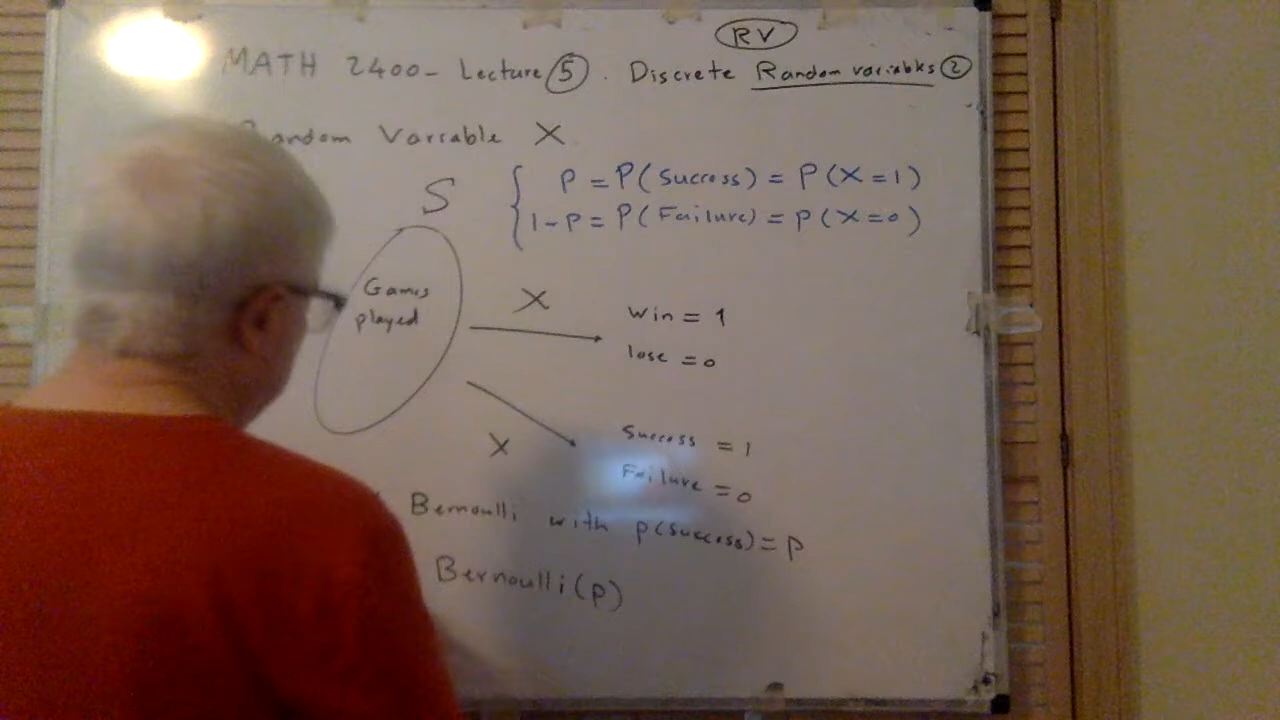 RV
MATH 2400 - Lecture 5. Discrete Random variables 2
Random Variable X
S
P = P(Success) = P(X=1)
1-P = P(Failure) = P(X=0)
Games
played
X
Win = 1
lose = 0
X
Success = 1
Failure = 0
Bernoulli with p(success) = P
Bernoulli(P)